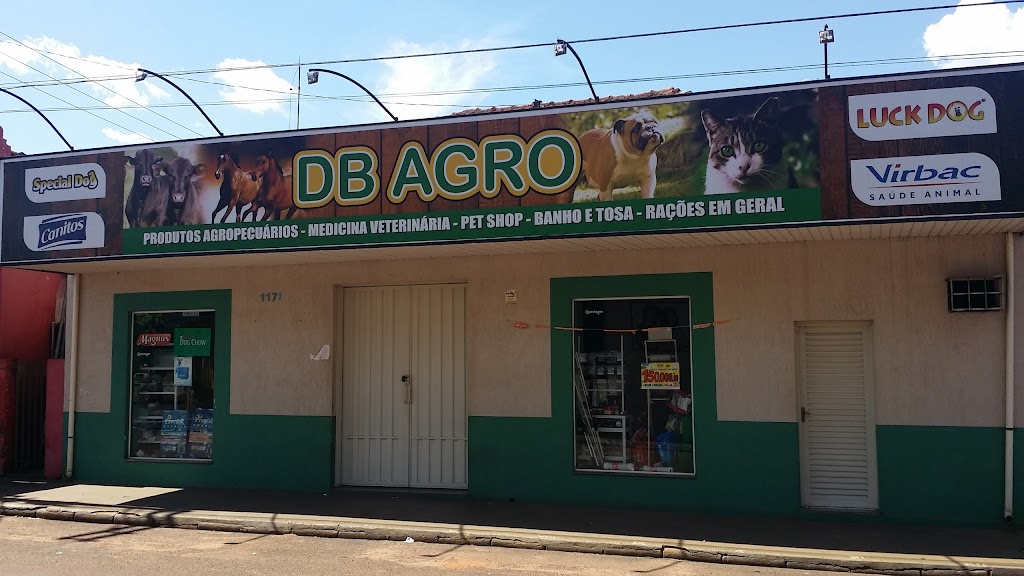 Special Dog
Canitos
DB AGRO
PRODUTOS AGROPECUÁRIOS - MEDICINA VETERINÁRIA - PET SHOP - BANHO E TOSA - RAÇÕES EM GERAL
LUCK DOG®
Virbac
SAÚDE ANIMAL
1171
Magnus
DOG CHOW